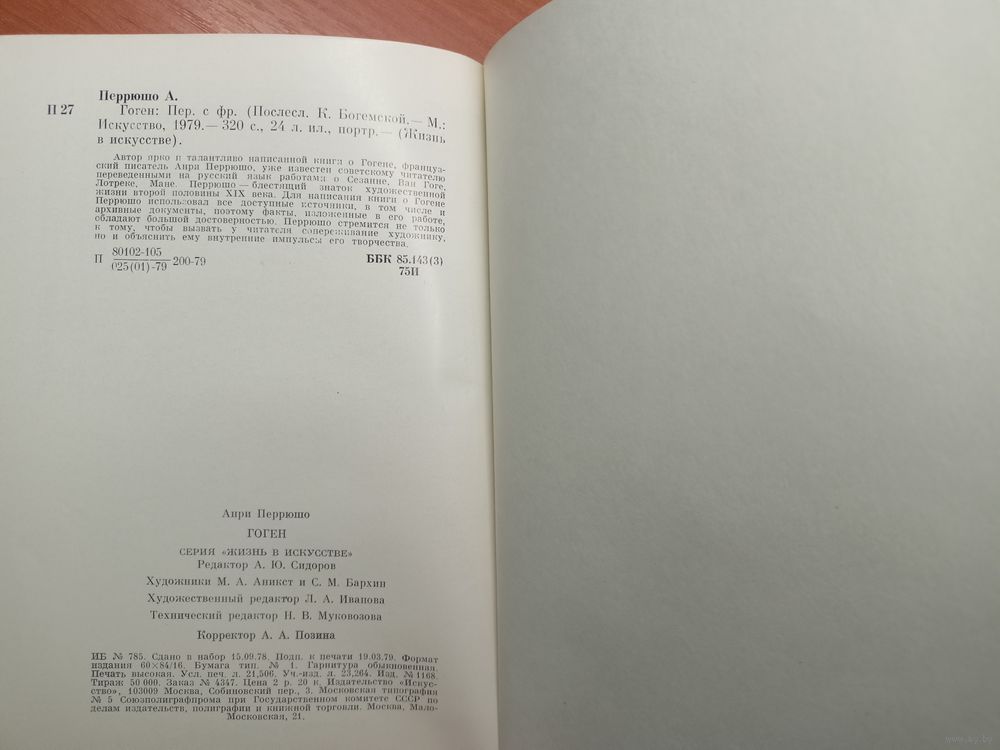 Перрюшо А.
П 27 Гоген: Пер. с фр. (Послесл. К. Богемской.— М.:
Искусство, 1979.— 320 с., 24 л. ил., портр.— (Жизнь
в искусстве).
Автор ярко и талантливо написанной книги о Гогене, француз-
ский писатель Анри Перрюшо, уже известен советскому читателю
переведенными на русский язык работами о Сезанне, Ван Гоге,
Лотреке, Мане. Перрюшо — блестящий знаток художественной
жизни второй половины XIX века. Для написания книги о Гогене
Перрюшо использовал все доступные источники, в том числе и
архивные документы, поэтому факты, изложенные в его работе,
обладают большой достоверностью. Перрюшо стремится не только
к тому, чтобы вызвать у читателя сопереживание художнику,
но и объяснить ему внутренние импульсы его творчества.
П 80102-105
025(01)-79 200-79
ББК 85.143(3)
75И
Анри Перрюшо
ГОГЕН
СЕРИЯ «ЖИЗНЬ В ИСКУССТВЕ»
Редактор А. Ю. Сидоров
Художники М. А. Аникст и С. М. Бархин
Художественный редактор Л. А. Иванова
Технический редактор Н. В. Муковозова
Корректор А. А. Позина
ИБ № 785. Сдано в набор 15.09.78. Подп. к печати 19.03.79. Формат
издания 60×84/16. Бумага тип. № 1. Гарнитура обыкновенная.
Печать высокая. Усл. печ. л. 21,506. Уч.-изд. л. 23,264. Изд. № 1168.
Тираж 50 000. Заказ № 4347. Цена 2 р. 20 к. Издательство «Искус-
ство», 103009 Москва, Собиновский пер., 3. Московская типография
№ 5 Союзполиграфпрома при Государственном комитете СССР по
делам издательств, полиграфии и книжной торговли. Москва, Мало-
Московская, 21.
www.ay.by